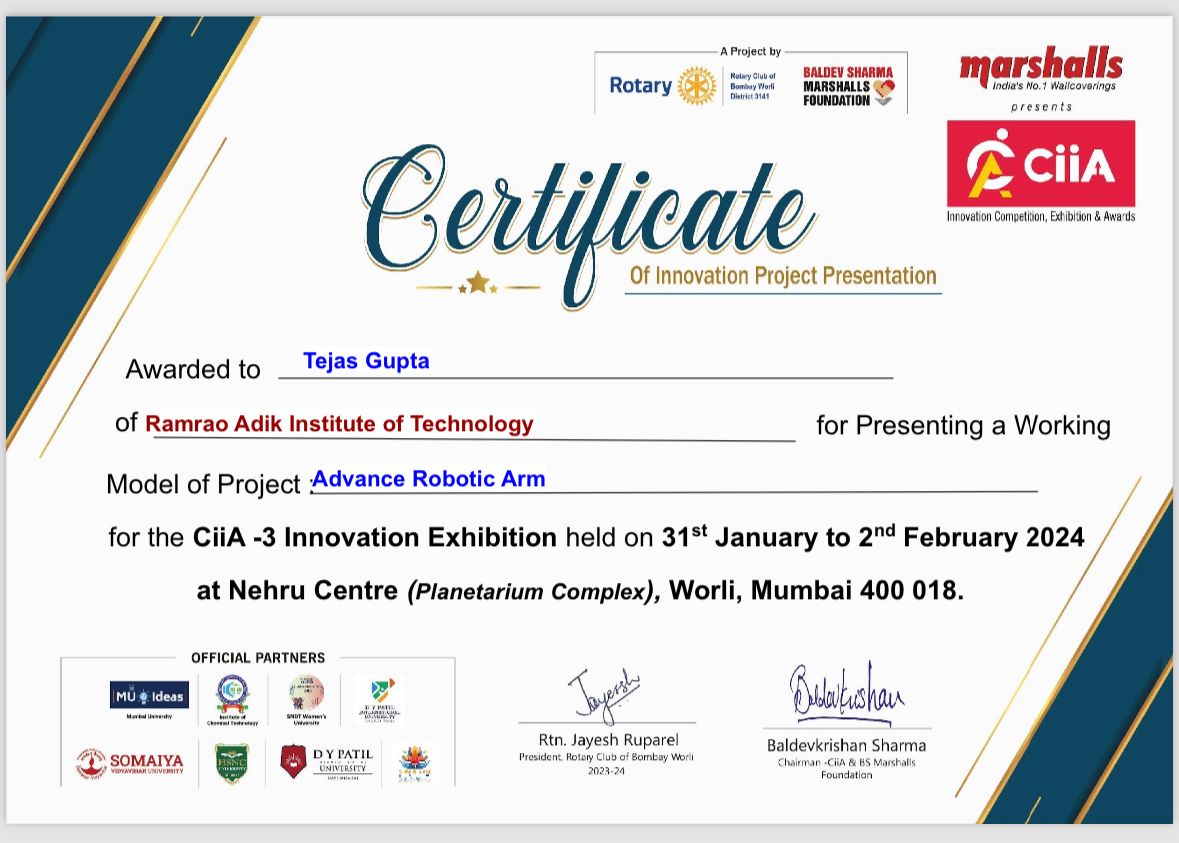 A Project by
Rotary
Rotary Club of
Bombay Worli
District 3141
BALDEV SHARMA
MARSHALLS
FOUNDATION
marshalls
India's No.1 Wallcoverings
presents
CiiA
Innovation Competition, Exhibition & Awards
Certificate
Of Innovation Project Presentation
Awarded to Tejas Gupta
of Ramrao Adik Institute of Technology for Presenting a Working
Model of Project : Advance Robotic Arm
for the CiiA -3 Innovation Exhibition held on 31st January to 2nd February 2024
at Nehru Centre (Planetarium Complex), Worli, Mumbai 400 018.
OFFICIAL PARTNERS
MU Ideas
Mumbai University
Institute of
Chemical Technology
SNDT Women's
University
D Y PATIL
INTERNATIONAL
UNIVERSITY
SOMAIYA
VIDYAVIHAR UNIVERSITY
HSNC
UNIVERSITY
D Y PATIL
UNIVERSITY
NAVI MUMBAI
Jayesh
Rtn. Jayesh Ruparel
President, Rotary Club of Bombay Worli
2023-24
Baldevkrishan
Baldevkrishan Sharma
Chairman -CiiA & BS Marshalls
Foundation